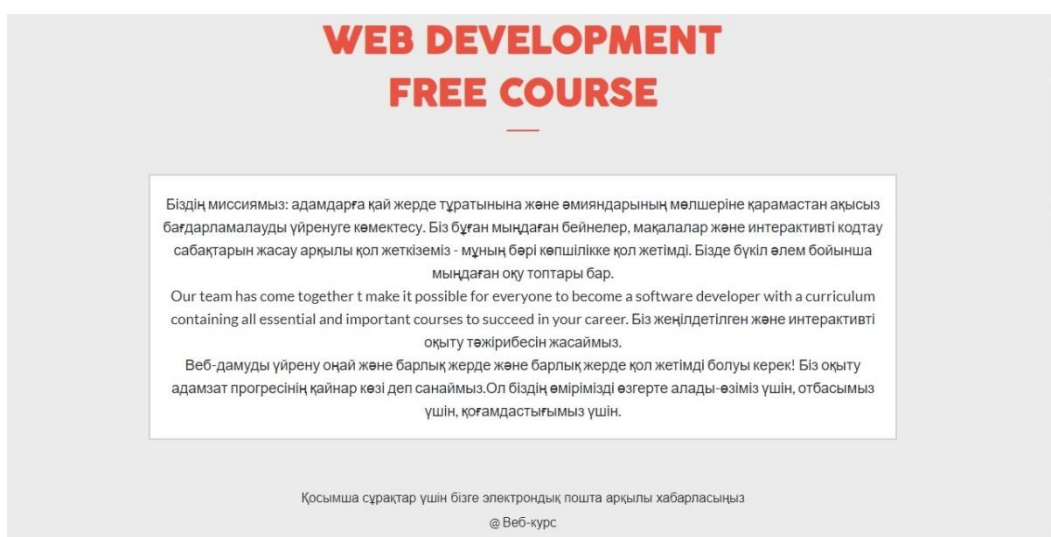 WEB DEVELOPMENT
FREE COURSE
Біздің миссиямыз: адамдарға қай жерде тұратынына және әмияндарының мөлшеріне қарамастан ақысыз
бағдарламалауды үйренуге көмектесу. Біз бұған мыңдаған бейнелер, мақалалар және интерактивті кодтау
сабақтарын жасау арқылы қол жеткіземіз - мұның бәрі көпшілікке қол жетімді. Бізде бүкіл әлем бойынша
мыңдаған оқу топтары бар.
Our team has come together t make it possible for everyone to become a software developer with a curriculum
containing all essential and important courses to succeed in your career. Біз жеңілдетілген және интерактивті
оқыту тәжірибесін жасаймыз.
Веб-дамуды үйрену оңай және барлық жерде және барлық жерде қол жетімді болуы керек! Біз оқыту
адамзат прогресінің қайнар көзі деп санаймыз.Ол біздің өмірімізді өзгерте алады-өзіміз үшін, отбасымыз
үшін, қоғамдастығымыз үшін.
Қосымша сұрақтар үшін бізге электрондық пошта арқылы хабарласыңыз
@ Веб-курс